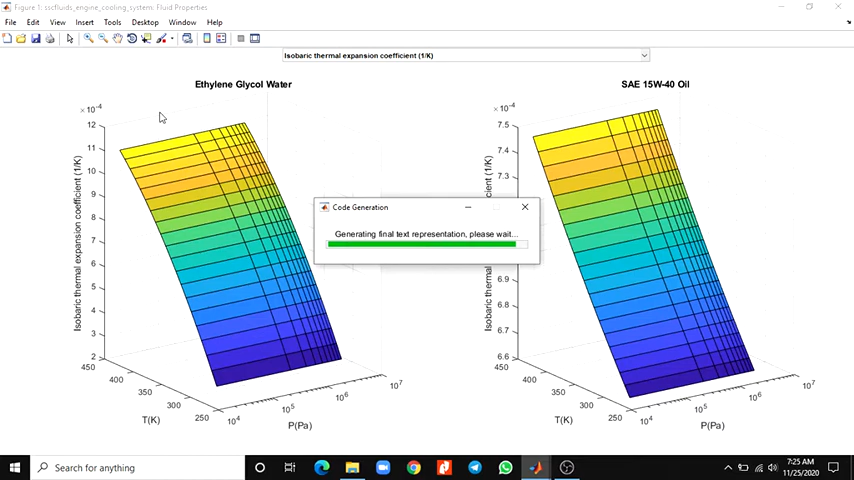 Figure 1: sscfluids_engine_cooling_system: Fluid Properties
File Edit View Insert Tools Desktop Window Help
Isobaric thermal expansion coefficient (1/K)
Ethylene Glycol Water
SAE 15W-40 Oil
× 10⁻⁴
12
11
10
9
8
7
6
5
4
3
2
Isobaric thermal expansion coefficient (1/K)
450
400
350
300
250
T(K)
10⁴
10⁵
10⁶
10⁷
P(Pa)
Code Generation
Generating final text representation, please wait...
× 10⁻⁴
7.5
7.4
7.3
6.9
6.8
6.7
6.6
Isobaric thermal
coefficient (1/K)
450
400
350
300
250
T(K)
10⁴
10⁵
10⁶
10⁷
P(Pa)
Search for anything
7:25 AM
11/25/2020